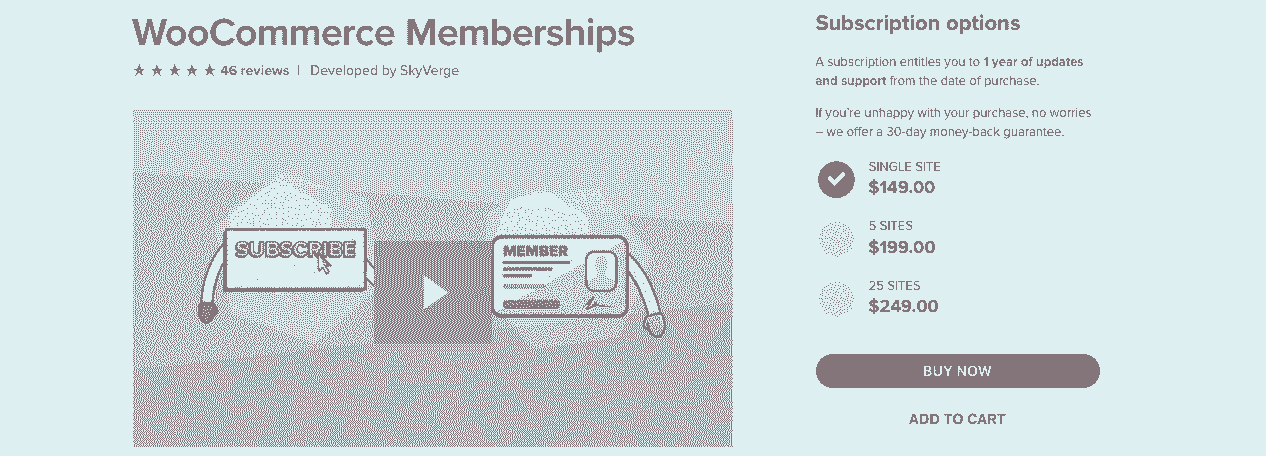 WooCommerce Memberships
★ ★ ★ ★ ★ 46 reviews | Developed by SkyVerge
SUBSCRIBE
MEMBER
Subscription options
A subscription entitles you to 1 year of updates
and support from the date of purchase.
If you're unhappy with your purchase, no worries
– we offer a 30-day money-back guarantee.
SINGLE SITE
$149.00
5 SITES
$199.00
25 SITES
$249.00
BUY NOW
ADD TO CART